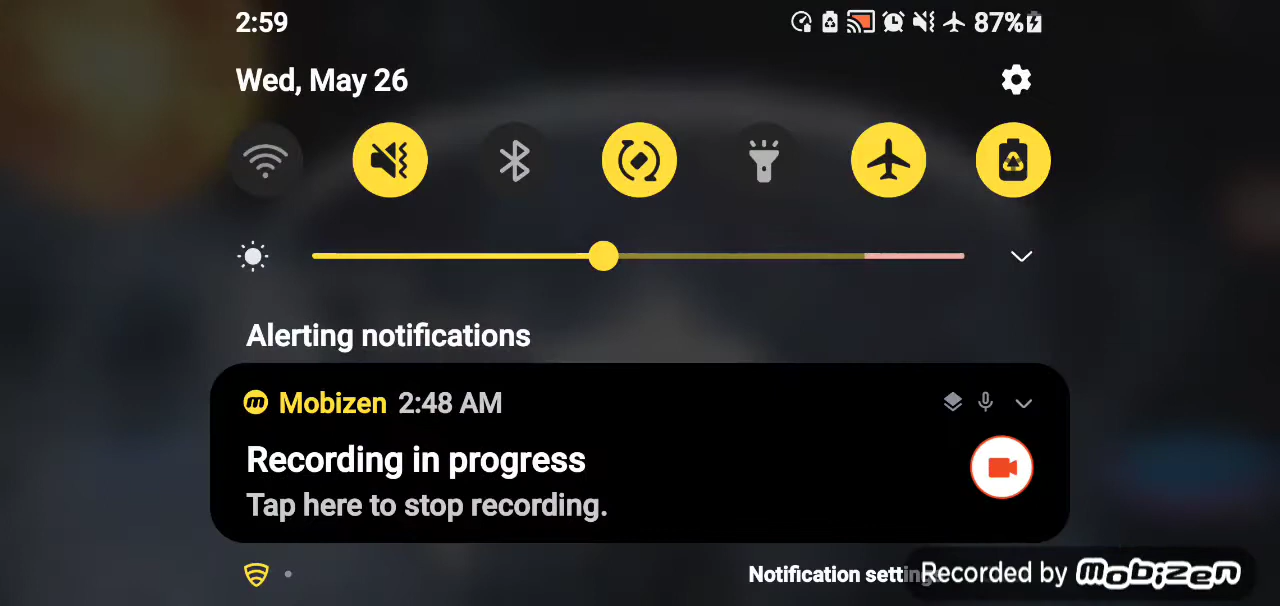 2:59
87%
Wed, May 26
Alerting notifications
Mobizen 2:48 AM
Recording in progress
Tap here to stop recording.
Notification
Recorded by mobizen